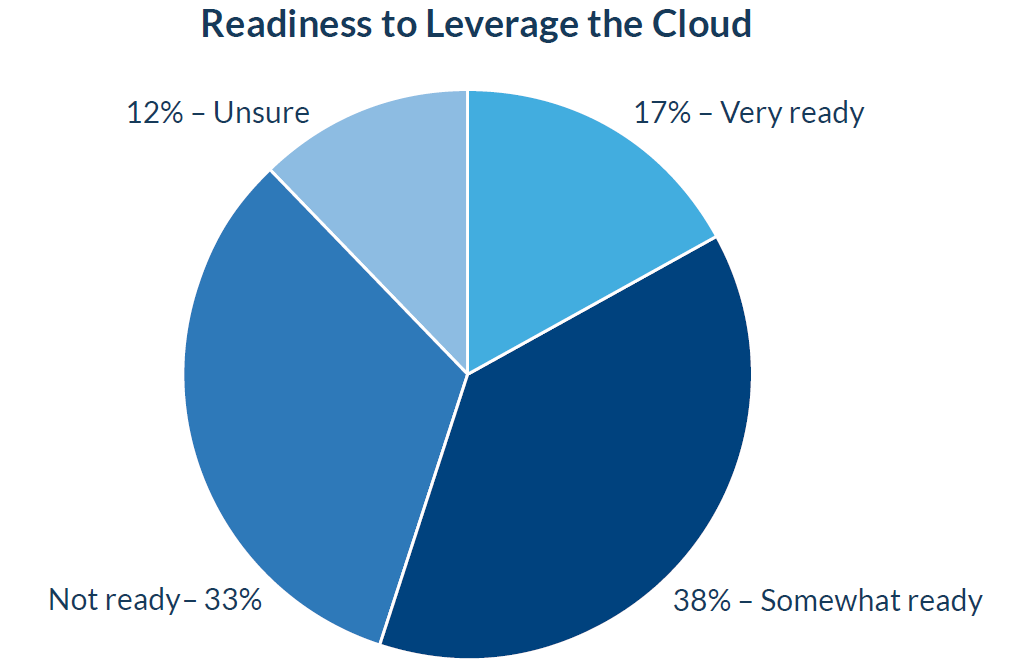 Readiness to Leverage the Cloud
12% – Unsure
17% – Very ready
Not ready – 33%
38% – Somewhat ready